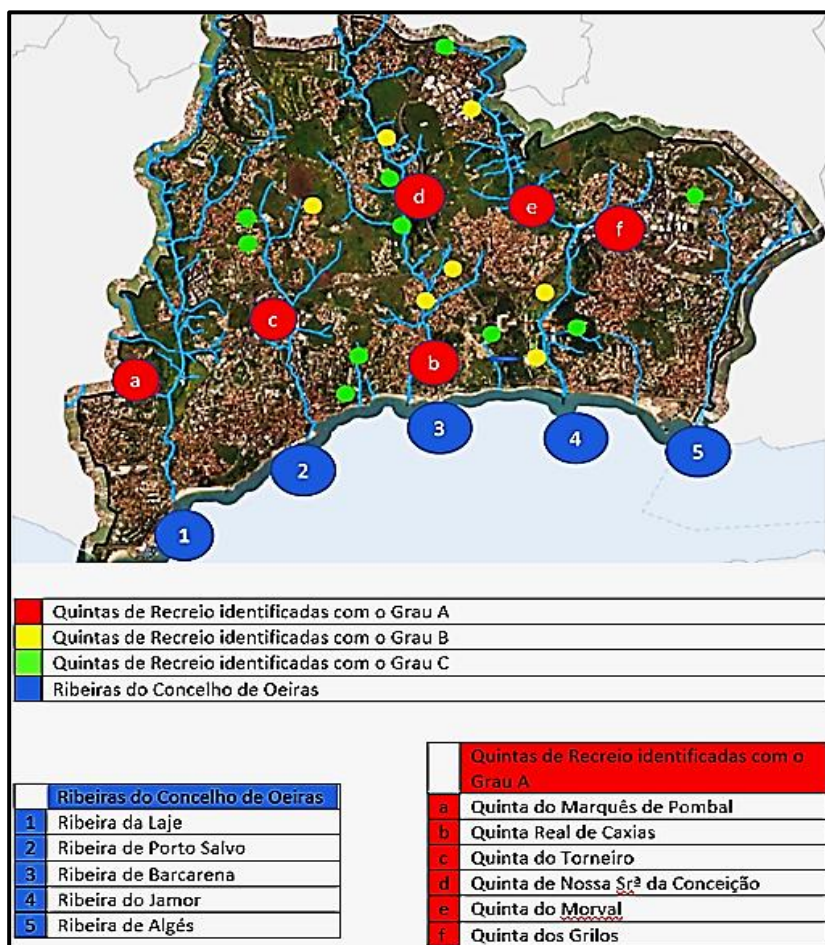 d
e
f
c
a
b
3
4
5
2
1
Quintas de Recreio identificadas com o Grau A
Quintas de Recreio identificadas com o Grau B
Quintas de Recreio identificadas com o Grau C
Ribeiras do Concelho de Oeiras
Ribeiras do Concelho de Oeiras
1 Ribeira da Laje
2 Ribeira de Porto Salvo
3 Ribeira de Barcarena
4 Ribeira do Jamor
5 Ribeira de Algés
Quintas de Recreio identificadas com o
Grau A
a Quinta do Marquês de Pombal
b Quinta Real de Caxias
c Quinta do Torneiro
d Quinta de Nossa Srª da Conceição
e Quinta do Morval
f Quinta dos Grilos